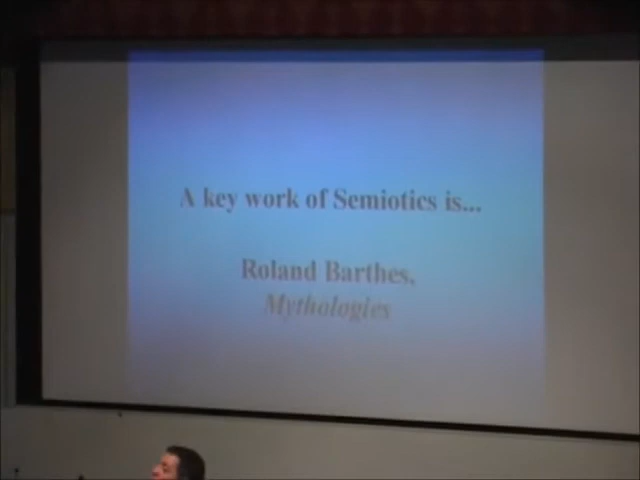 A key work of Semiotics is...
Roland Barthes,
Mythologies